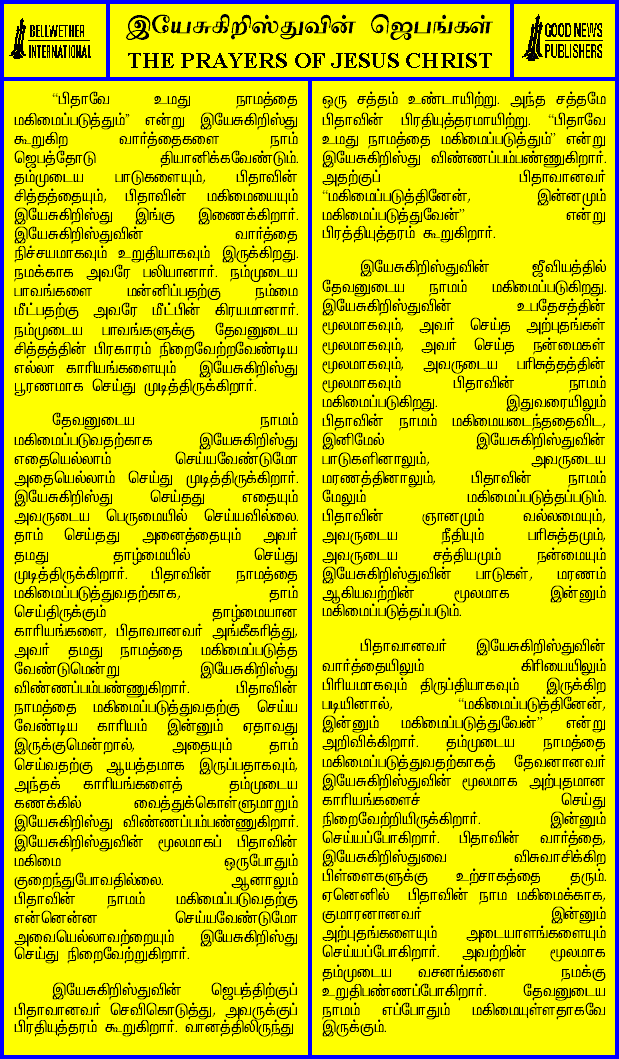 BELLWETHER
INTERNATIONAL
இயேசுகிறிஸ்துவின் ஜெபங்கள்
THE PRAYERS OF JESUS CHRIST
GOOD NEWS
PUBLISHERS
“பிதாவே உமது நாமத்தை
மகிமைப்படுத்தும்” என்று இயேசுகிறிஸ்து
கூறுகிற வார்த்தைகளை நாம்
ஜெபத்தோடு தியானிக்கவேண்டும்.
தம்முடைய பாடுகளையும், பிதாவின்
சித்தத்தையும், பிதாவின் மகிமையையும்
இயேசுகிறிஸ்து இங்கு இணைக்கிறார்.
இயேசுகிறிஸ்துவின் வார்த்தை
நிச்சயமாகவும் உறுதியாகவும் இருக்கிறது.
நமக்காக அவரே பலியானார். நம்முடைய
பாவங்களை மன்னிப்பதற்கு நம்மை
மீட்பதற்கு அவரே மீட்பின் கிரயமானார்.
நம்முடைய பாவங்களுக்கு தேவனுடைய
சித்தத்தின் பிரகாரம் நிறைவேற்றவேண்டிய
எல்லா காரியங்களையும் இயேசுகிறிஸ்து
பூரணமாக செய்து முடித்திருக்கிறார்.
தேவனுடைய நாமம்
மகிமைப்படுவதற்காக இயேசுகிறிஸ்து
எதையெல்லாம் செய்யவேண்டுமோ
அதையெல்லாம் செய்து முடித்திருக்கிறார்.
இயேசுகிறிஸ்து செய்தது எதையும்
அவருடைய பெருமையில் செய்யவில்லை.
தாம் செய்தது அனைத்தையும் அவர்
தமது தாழ்மையில் செய்து
முடித்திருக்கிறார். பிதாவின் நாமத்தை
மகிமைப்படுத்துவதற்காக, தாம்
செய்திருக்கும் தாழ்மையான
காரியங்களை, பிதாவானவர் அங்கீகரித்து,
அவர் தமது நாமத்தை மகிமைப்படுத்த
வேண்டுமென்று இயேசுகிறிஸ்து
விண்ணப்பம்பண்ணுகிறார். பிதாவின்
நாமத்தை மகிமைப்படுத்துவதற்கு செய்ய
வேண்டிய காரியம் இன்னும் ஏதாவது
இருக்குமென்றால், அதையும் தாம்
செய்வதற்கு ஆயத்தமாக இருப்பதாகவும்,
அந்தக் காரியங்களைத் தம்முடைய
கணக்கில் வைத்துக்கொள்ளுமாறும்
இயேசுகிறிஸ்து விண்ணப்பம்பண்ணுகிறார்.
இயேசுகிறிஸ்துவின் மூலமாகப் பிதாவின்
மகிமை ஒருபோதும்
குறைந்துபோவதில்லை. ஆனாலும்
பிதாவின் நாமம் மகிமைப்படுவதற்கு
என்னென்ன செய்யவேண்டுமோ
அவையெல்லாவற்றையும் இயேசுகிறிஸ்து
செய்து நிறைவேற்றுகிறார்.
இயேசுகிறிஸ்துவின் ஜெபத்திற்குப்
பிதாவானவர் செவிகொடுத்து, அவருக்குப்
பிரதியுத்தரம் கூறுகிறார். வானத்திலிருந்து
ஒரு சத்தம் உண்டாயிற்று. அந்த சத்தமே
பிதாவின் பிரதியுத்தரமாயிற்று. “பிதாவே
உமது நாமத்தை மகிமைப்படுத்தும்” என்று
இயேசுகிறிஸ்து விண்ணப்பம்பண்ணுகிறார்.
அதற்குப் பிதாவானவர்
“மகிமைப்படுத்தினேன், இன்னமும்
மகிமைப்படுத்துவேன்” என்று
பிரத்தியுத்தரம் கூறுகிறார்.
இயேசுகிறிஸ்துவின் ஜீவியத்தில்
தேவனுடைய நாமம் மகிமைப்படுகிறது.
இயேசுகிறிஸ்துவின் உபதேசத்தின்
மூலமாகவும், அவர் செய்த அற்புதங்கள்
மூலமாகவும், அவர் செய்த நன்மைகள்
மூலமாகவும், அவருடைய பரிசுத்தத்தின்
மூலமாகவும் பிதாவின் நாமம்
மகிமைப்படுகிறது. இதுவரையிலும்
பிதாவின் நாமம் மகிமையடைந்ததைவிட,
இனிமேல் இயேசுகிறிஸ்துவின்
பாடுகளினாலும், அவருடைய
மரணத்தினாலும், பிதாவின் நாமம்
மேலும் மகிமைப்படுத்தப்படும்.
பிதாவின் ஞானமும் வல்லமையும்,
அவருடைய நீதியும் பரிசுத்தமும்,
அவருடைய சத்தியமும் நன்மையும்
இயேசுகிறிஸ்துவின் பாடுகள், மரணம்
ஆகியவற்றின் மூலமாக இன்னும்
மகிமைப்படுத்தப்படும்.
பிதாவானவர் இயேசுகிறிஸ்துவின்
வார்த்தையிலும் கிரியையிலும்
பிரியமாகவும் திருப்தியாகவும் இருக்கிற
படியினால், “மகிமைப்படுத்தினேன்,
இன்னும் மகிமைப்படுத்துவேன்” என்று
அறிவிக்கிறார். தம்முடைய நாமத்தை
மகிமைப்படுத்துவதற்காகத் தேவனானவர்
இயேசுகிறிஸ்துவின் மூலமாக அற்புதமான
காரியங்களைச் செய்து
நிறைவேற்றியிருக்கிறார். இன்னும்
செய்யப்போகிறார். பிதாவின் வார்த்தை,
இயேசுகிறிஸ்துவை விசுவாசிக்கிற
பிள்ளைகளுக்கு உற்சாகத்தை தரும்.
ஏனெனில் பிதாவின் நாம மகிமைக்காக,
குமாரனானவர் இன்னும்
அற்புதங்களையும் அடையாளங்களையும்
செய்யப்போகிறார். அவற்றின் மூலமாக
தம்முடைய வசனங்களை நமக்கு
உறுதிபண்ணப்போகிறார். தேவனுடைய
நாமம் எப்போதும் மகிமையுள்ளதாகவே
இருக்கும்.